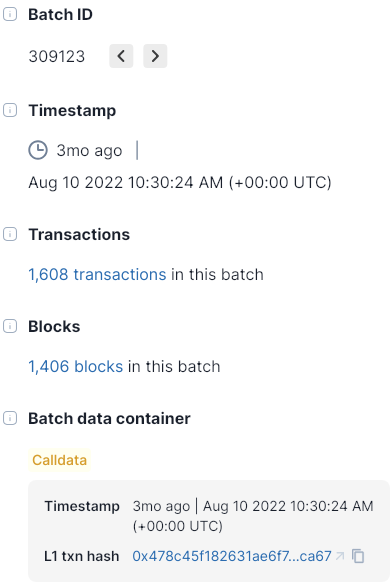 Batch ID
309123
Timestamp
3mo ago |
Aug 10 2022 10:30:24 AM (+00:00 UTC)
Transactions
1,608 transactions in this batch
Blocks
1,406 blocks in this batch
Batch data container
Calldata
Timestamp 3mo ago | Aug 10 2022 10:30:24 AM
(+00:00 UTC)
L1 txn hash 0x478c45f182631ae6f7...ca67